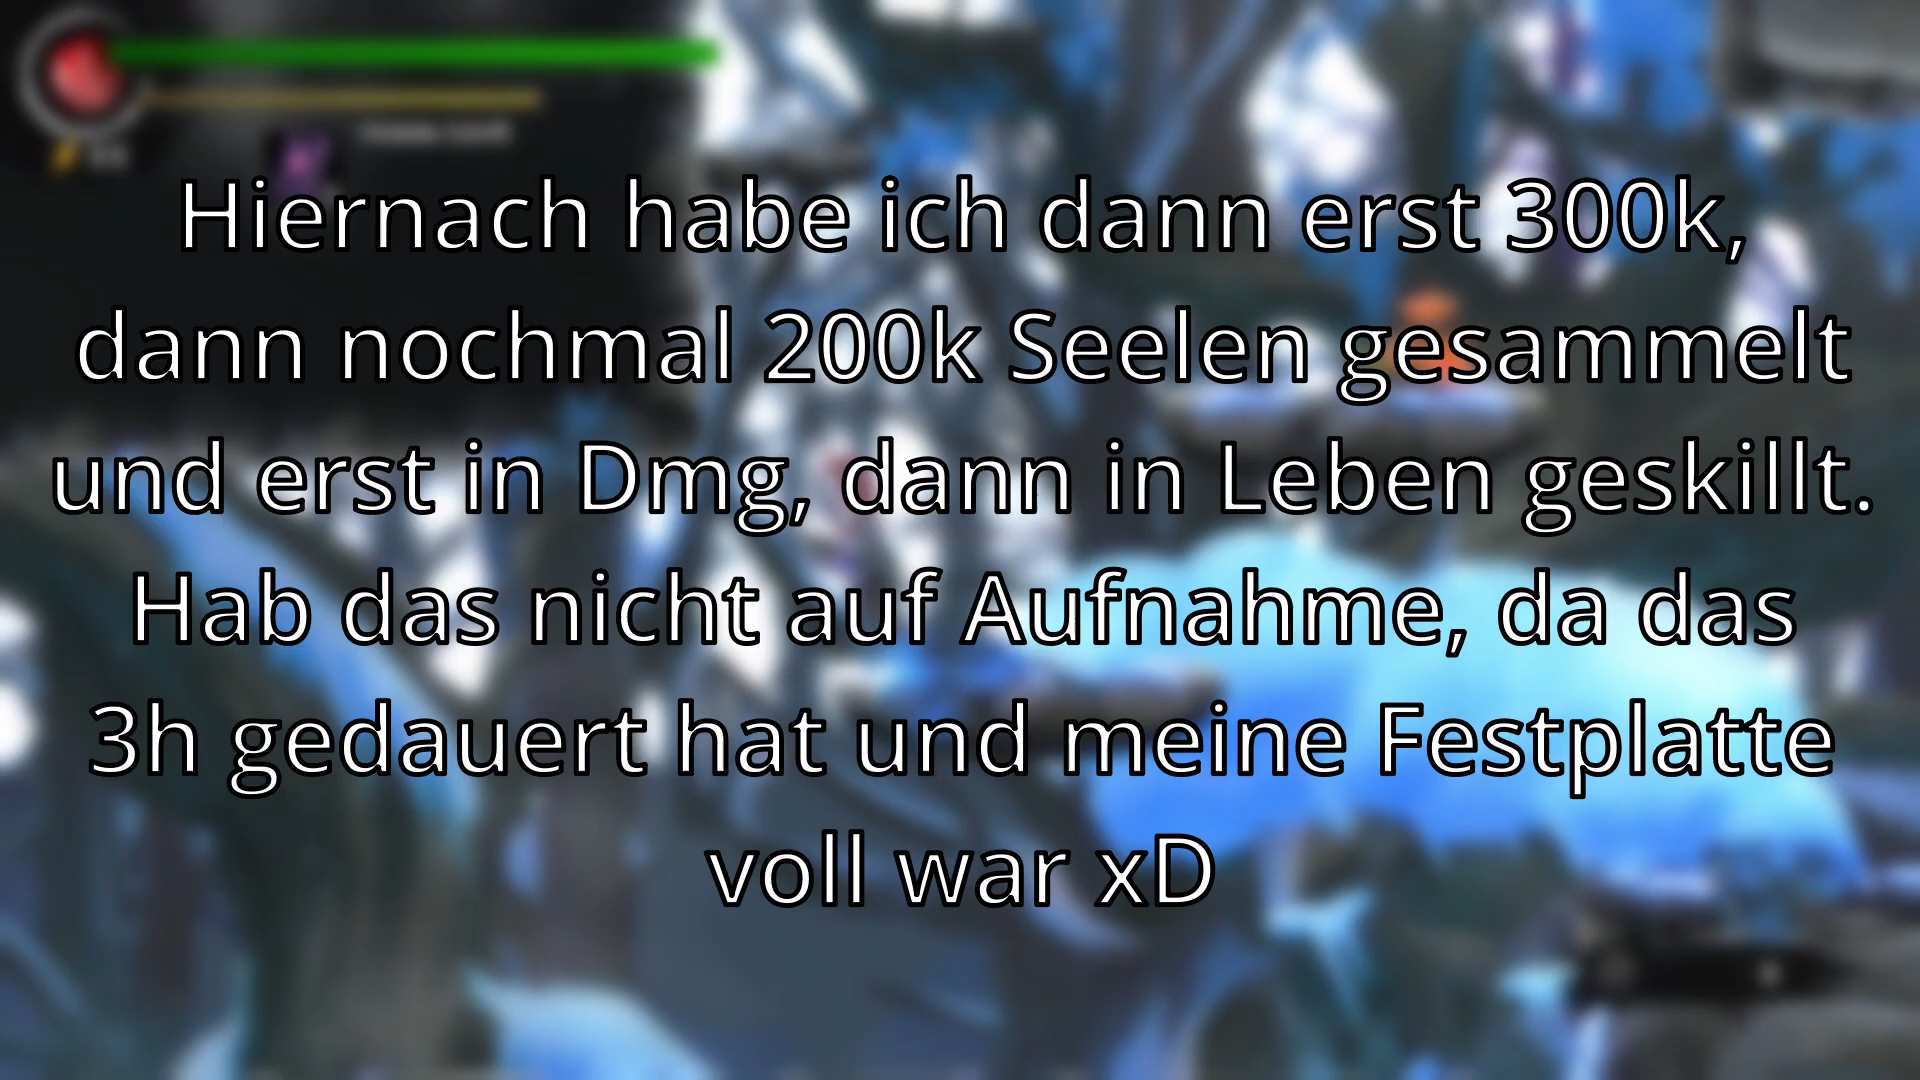 Hiernach habe ich dann erst 300k,
dann nochmal 200k Seelen gesammelt
und erst in Dmg, dann in Leben geskillt.
Hab das nicht auf Aufnahme, da das
3h gedauert hat und meine Festplatte
voll war xD